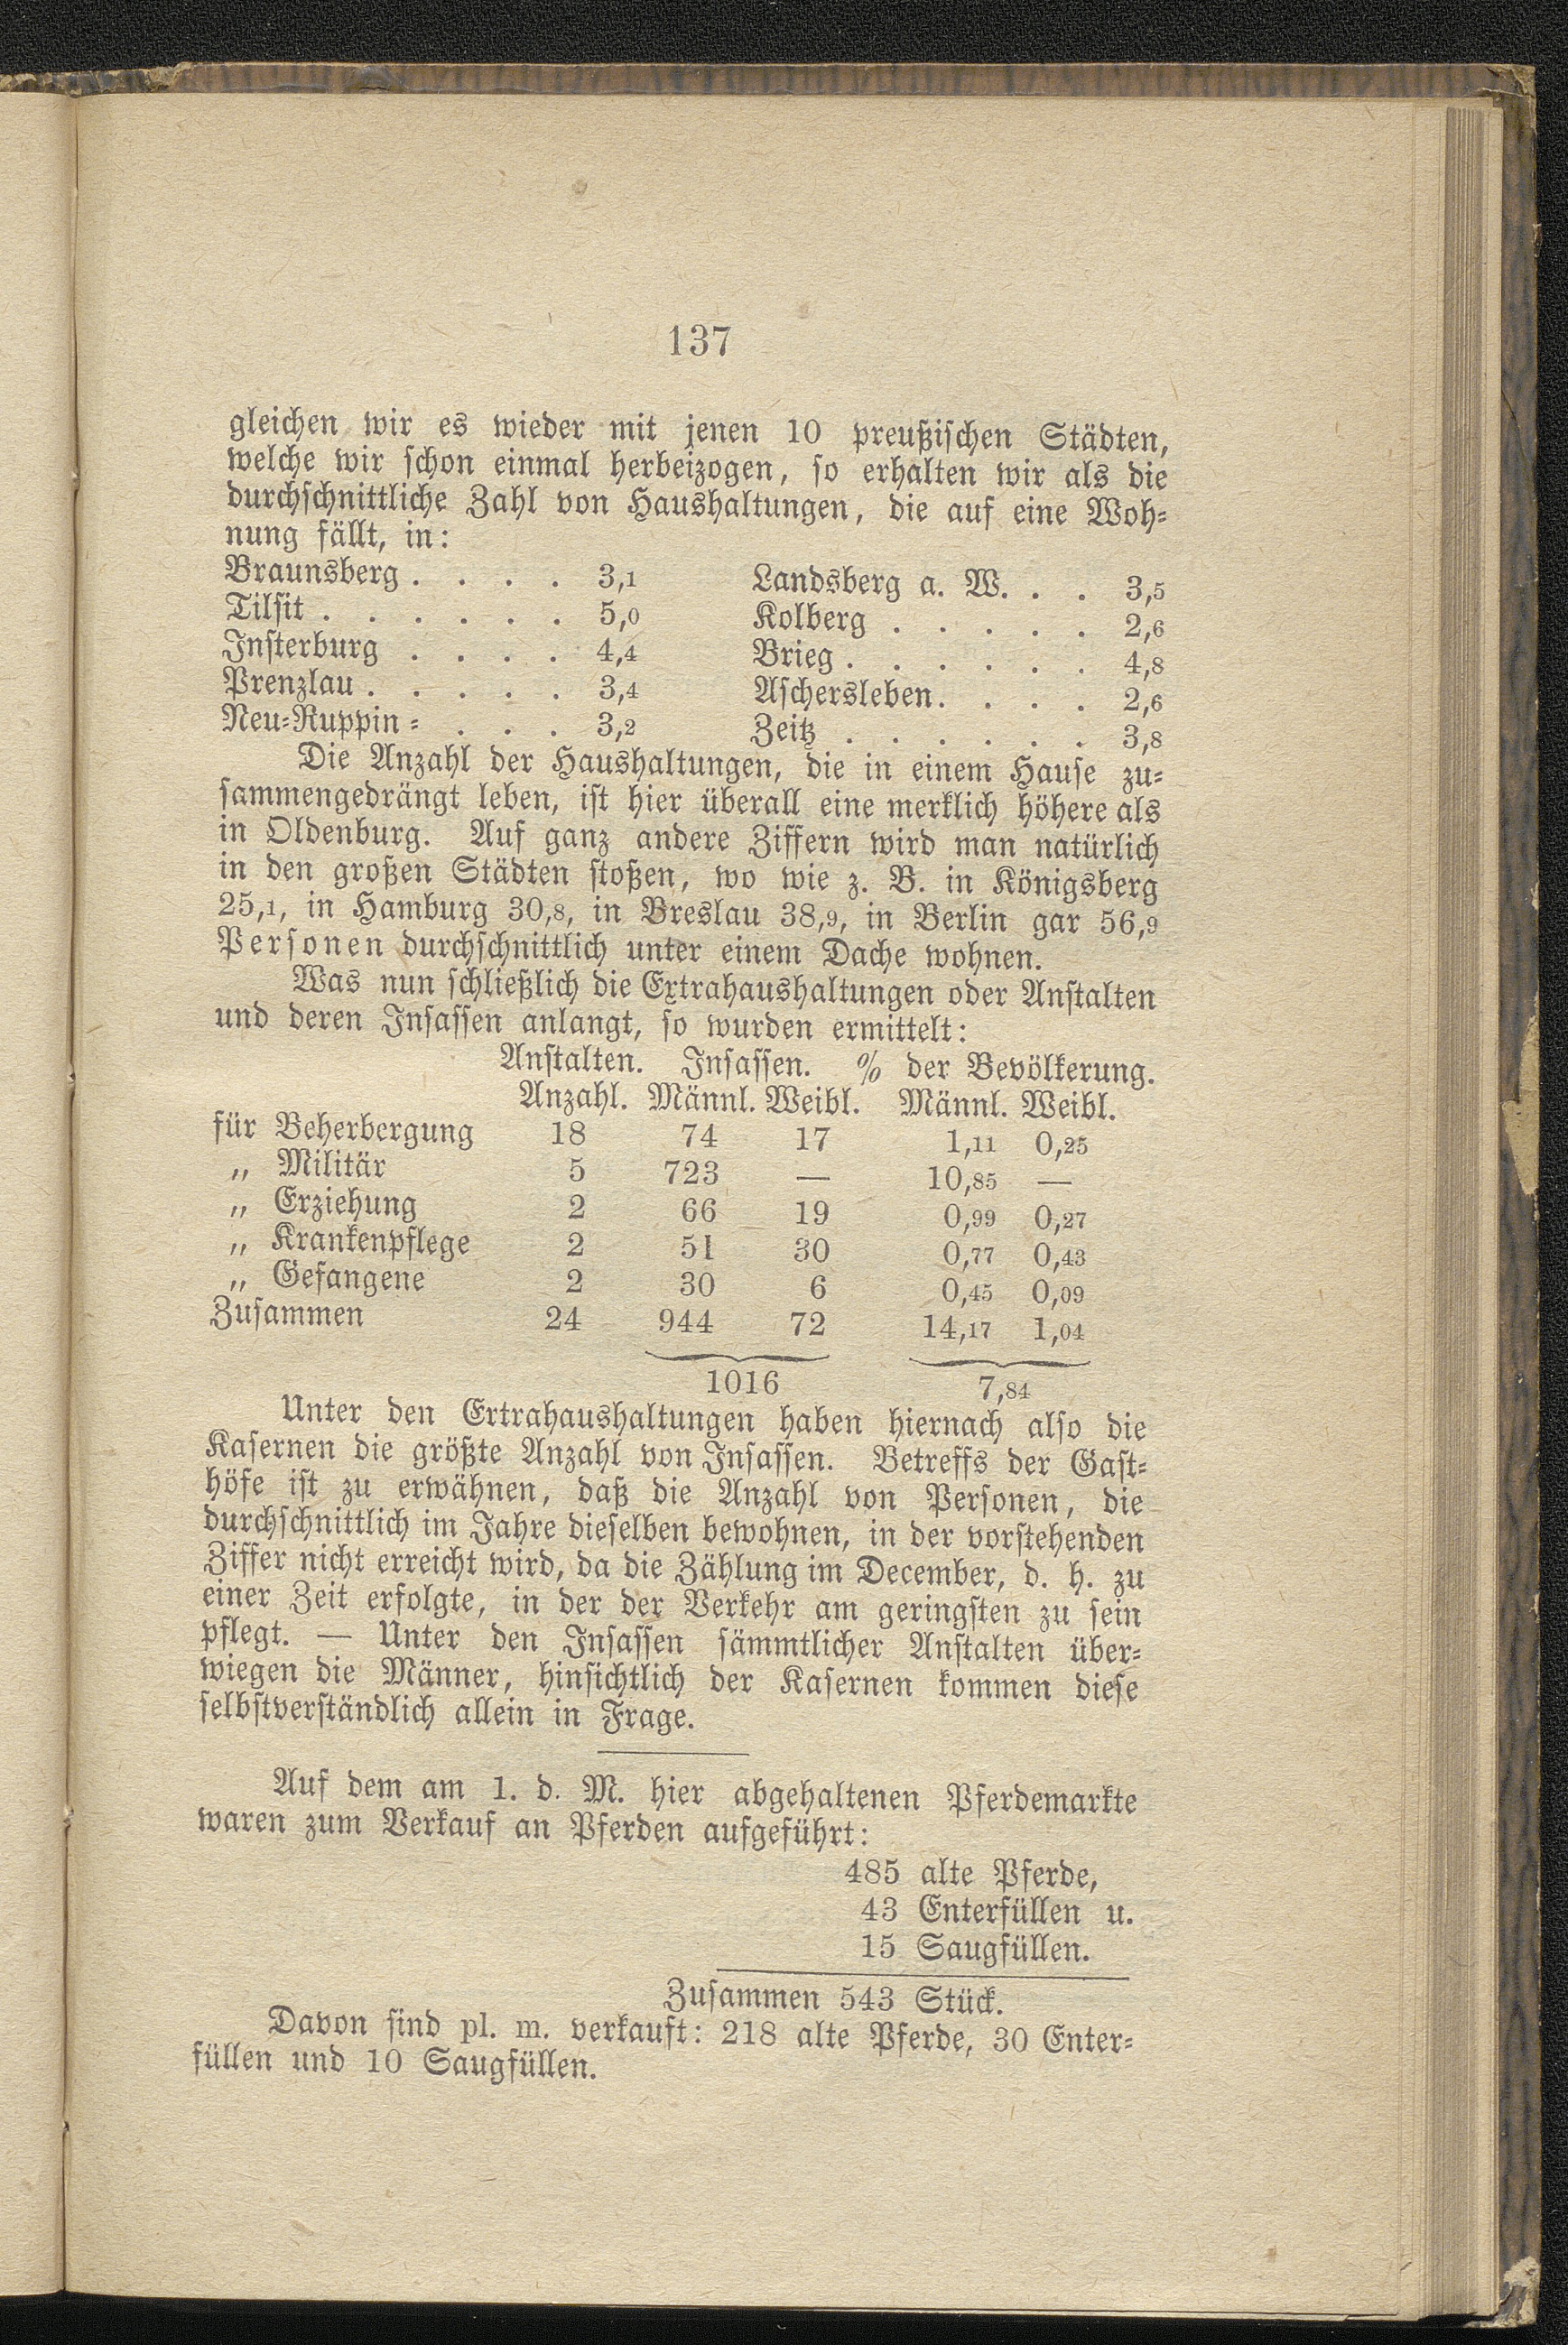 137
gleichen wir es wieder mit jenen 10 preußischen Städten,
welche wir schon einmal herbeizogen, so erhalten wir als die
durchschnittliche Zahl von Haushaltungen, die auf eine Woh-
nung fällt, in:
Braunsberg . . . . 3,1 Landsberg a. W. . . 3,5
Tilsit . . . . . . 5,0 Kolberg . . . . . 2,6
Insterburg . . . . 4,4 Brieg . . . . . . 4,8
Prenzlau . . . . . 3,4 Aschersleben. . . . 2,6
Neu-Ruppin - . . . 3,2 Zeitz . . . . . . 3,8
Die Anzahl der Haushaltungen, die in einem Hause zu-
sammengedrängt leben, ist hier überall eine merklich höhere als
in Oldenburg. Auf ganz andere Ziffern wird man natürlich
in den großen Städten stoßen, wo wie z. B. in Königsberg
25,1, in Hamburg 30,8, in Breslau 38,9, in Berlin gar 56,9
Personen durchschnittlich unter einem Dache wohnen.
Was nun schließlich die Extrahaushaltungen oder Anstalten
und deren Insassen anlangt, so wurden ermittelt:
Anstalten. Insassen. % der Bevölkerung.
Anzahl. Männl. Weibl. Männl. Weibl.
für Beherbergung 18 74 17 1,11 0,25
„ Militär 5 723 — 10,85 —
„ Erziehung 2 66 19 0,99 0,27
„ Krankenpflege 2 51 30 0,77 0,43
„ Gefangene 2 30 6 0,45 0,09
Zusammen 24 944 72 14,17 1,04
1016 7,84
Unter den Ertrahaushaltungen haben hiernach also die
Kasernen die größte Anzahl von Insassen. Betreffs der Gast-
höfe ist zu erwähnen, daß die Anzahl von Personen, die
durchschnittlich im Jahre dieselben bewohnen, in der vorstehenden
Ziffer nicht erreicht wird, da die Zählung im December, d. h. zu
einer Zeit erfolgte, in der der Verkehr am geringsten zu sein
pflegt. — Unter den Insassen sämmtlicher Anstalten über-
wiegen die Männer, hinsichtlich der Kasernen kommen diese
selbstverständlich allein in Frage.
Auf dem am 1. d. M. hier abgehaltenen Pferdemarkte
waren zum Verkauf an Pferden aufgeführt:
485 alte Pferde,
43 Enterfüllen u.
15 Saugfüllen.
Zusammen 543 Stück.
Davon sind pl. m. verkauft: 218 alte Pferde, 30 Enter-
füllen und 10 Saugfüllen.